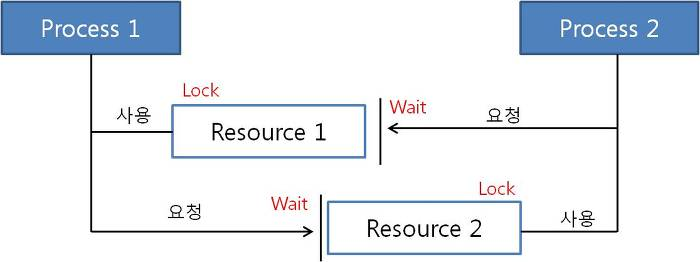 Process 1
Process 2
Lock
사용
Resource 1
Wait
요청
요청
Wait
Lock
Resource 2
사용